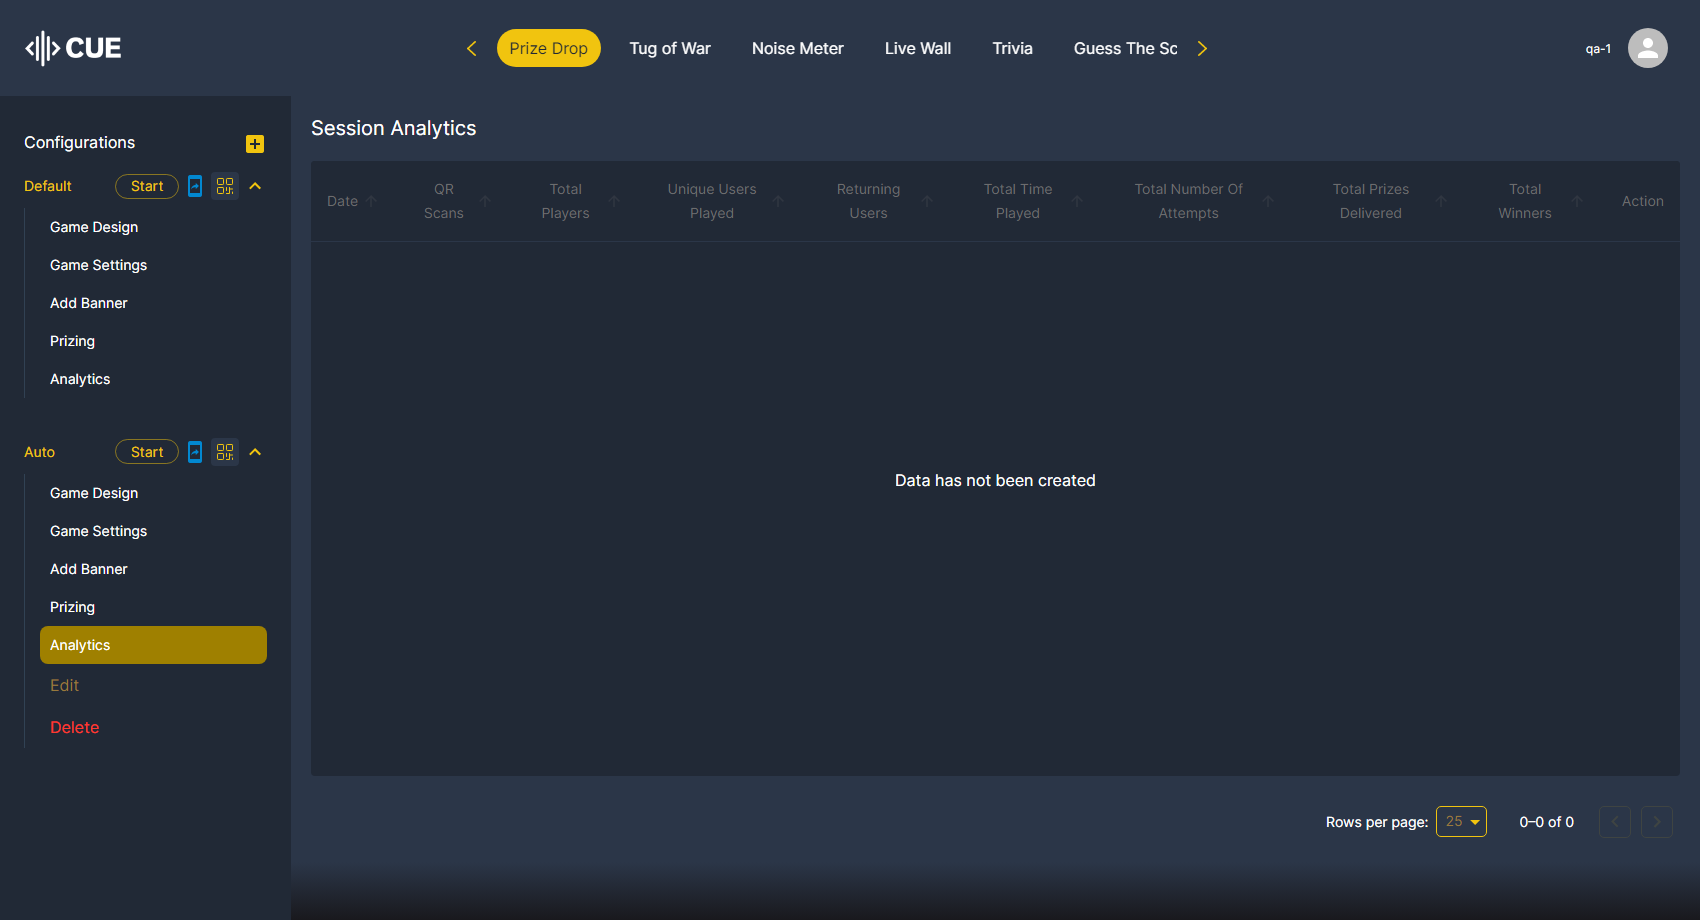 CUE
Prize Drop
Tug of War
Noise Meter
Live Wall
Trivia
Guess The Sc
qa-1
Configurations
Default
Start
Game Design
Game Settings
Add Banner
Prizing
Analytics
Auto
Start
Game Design
Game Settings
Add Banner
Prizing
Analytics
Edit
Delete
Session Analytics
Date
QR
Scans
Total
Players
Unique Users
Played
Returning
Users
Total Time
Played
Total Number Of
Attempts
Total Prizes
Delivered
Total
Winners
Action
Data has not been created
Rows per page:
25
0–0 of 0